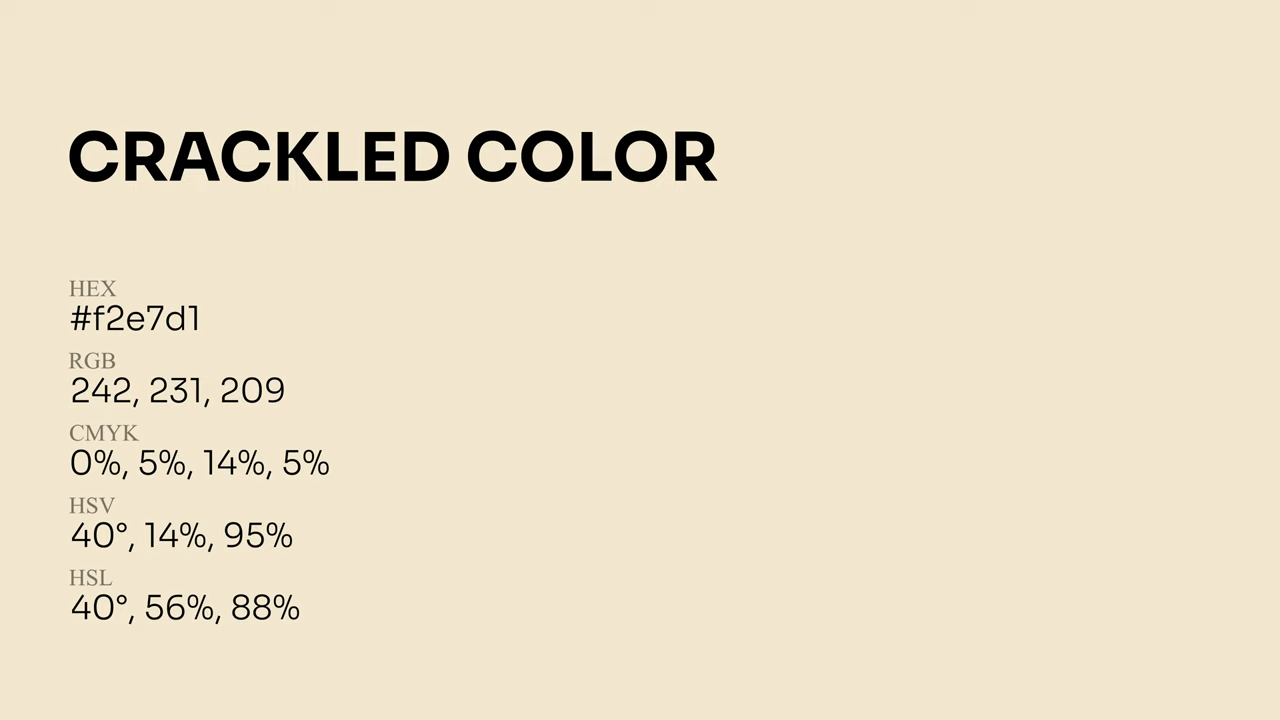 CRACKLED COLOR
HEX
#f2e7d1
RGB
242, 231, 209
CMYK
0%, 5%, 14%, 5%
HSV
40°, 14%, 95%
HSL
40°, 56%, 88%